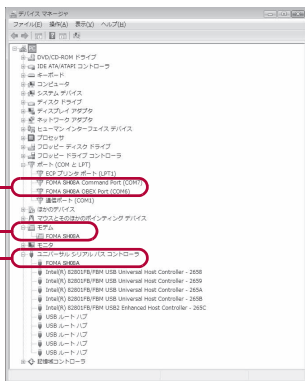 デバイス マネージャ
ファイル(F) 操作(A) 表示(V) ヘルプ(H)
DVD/CD-ROM ドライブ
IDE ATA/ATAPI コントローラ
キーボード
コンピュータ
システム デバイス
ディスク ドライブ
ディスプレイ アダプタ
ネットワーク アダプタ
ヒューマン インターフェイス デバイス
プロセッサ
フロッピー ディスク ドライブ
フロッピー ドライブ コントローラ
ポート (COM と LPT)
ECP プリンタ ポート (LPT1)
FOMA SH08A Command Port (COM7)
FOMA SH08A OBEX Port (COM6)
通信ポート (COM1)
ほかのデバイス
マウスとそのほかのポインティング デバイス
モデム
FOMA SH08A
モニタ
ユニバーサル シリアル バス コントローラ
FOMA SH08A
Intel(R) 82801FB/FBM USB Universal Host Controller - 2658
Intel(R) 82801FB/FBM USB Universal Host Controller - 2659
Intel(R) 82801FB/FBM USB Universal Host Controller - 265A
Intel(R) 82801FB/FBM USB Universal Host Controller - 265B
Intel(R) 82801FB/FBM USB2 Enhanced Host Controller - 265C
USB ルート ハブ
USB ルート ハブ
USB ルート ハブ
USB ルート ハブ
USB ルート ハブ
記憶域コントローラ